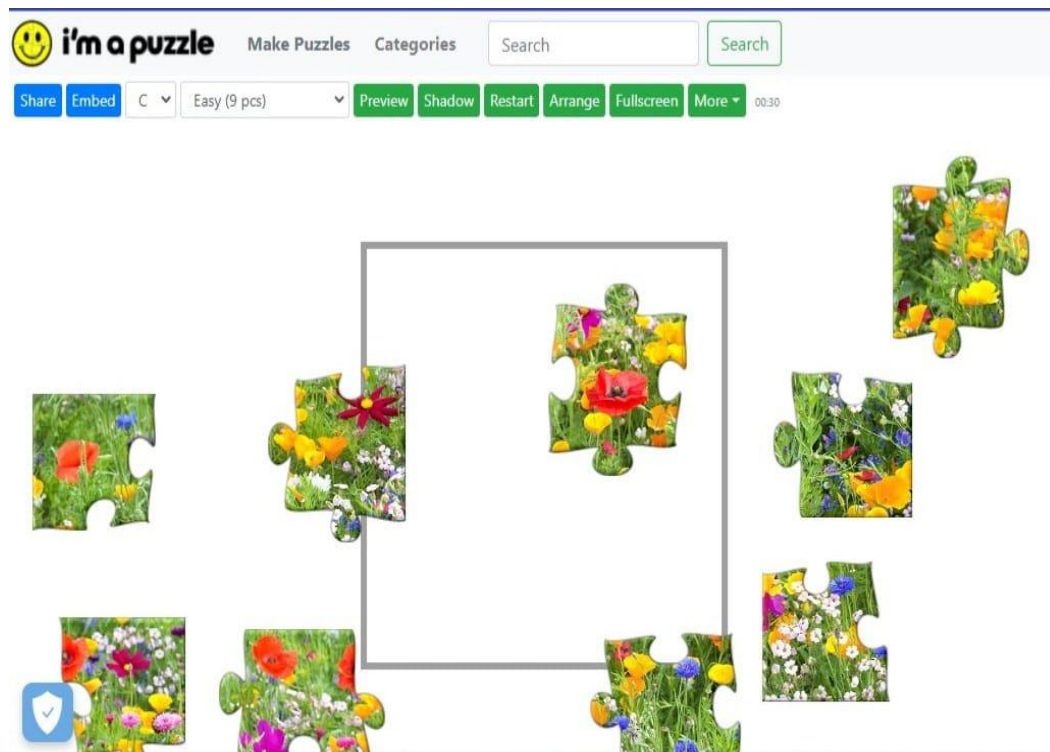 i'm a puzzle Make Puzzles Categories Search Search
Share Embed C Easy (9 pcs) Preview Shadow Restart Arrange Fullscreen More 00:30